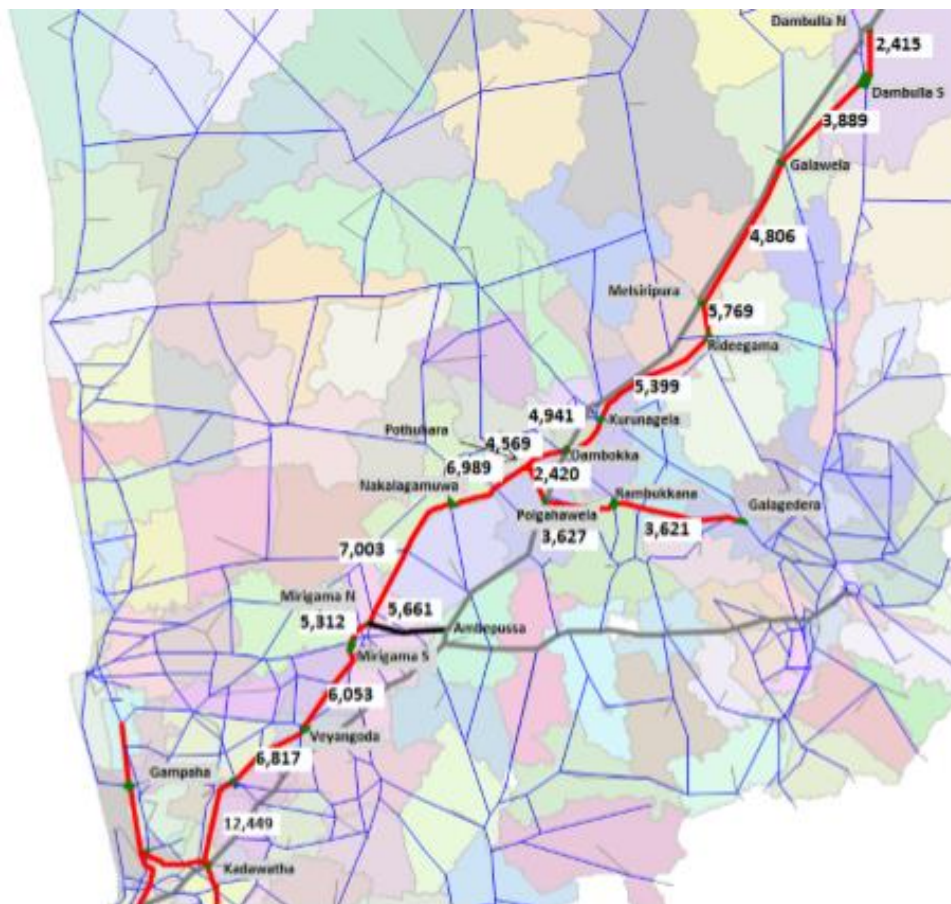 Dambulla N
2,415
Dambulla S
3,889
Galawela
4,806
Melsiripura
5,769
Rideegama
5,399
4,941
Kurunagela
Pothuhara
4,569
Dambokka
6,989
2,420
Nakalagamuwa
Rambukkana
Polgahawela
Galagedera
3,627
3,621
7,003
Mirigama N
5,661
5,312
Ambepussa
Mirigama S
6,053
Veyangoda
6,817
Gampaha
12,449
Kadawatha